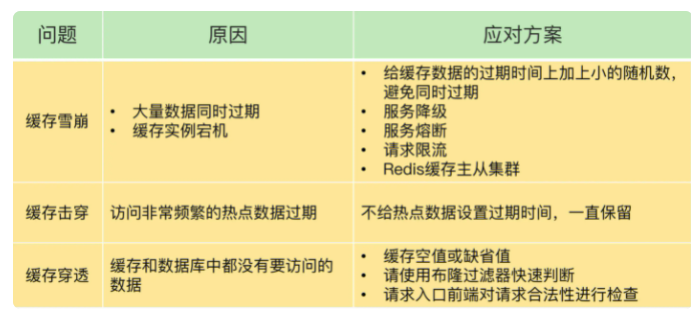 问题 原因 应对方案
缓存雪崩
• 大量数据同时过期
• 缓存实例宕机
• 给缓存数据的过期时间上加上小的随机数，
避免同时过期
• 服务降级
• 服务熔断
• 请求限流
• Redis缓存主从集群
缓存击穿 访问非常频繁的热点数据过期 不给热点数据设置过期时间，一直保留
缓存穿透
缓存和数据库中都没有要访问的
数据
• 缓存空值或缺省值
• 请使用布隆过滤器快速判断
• 请求入口前端对请求合法性进行检查